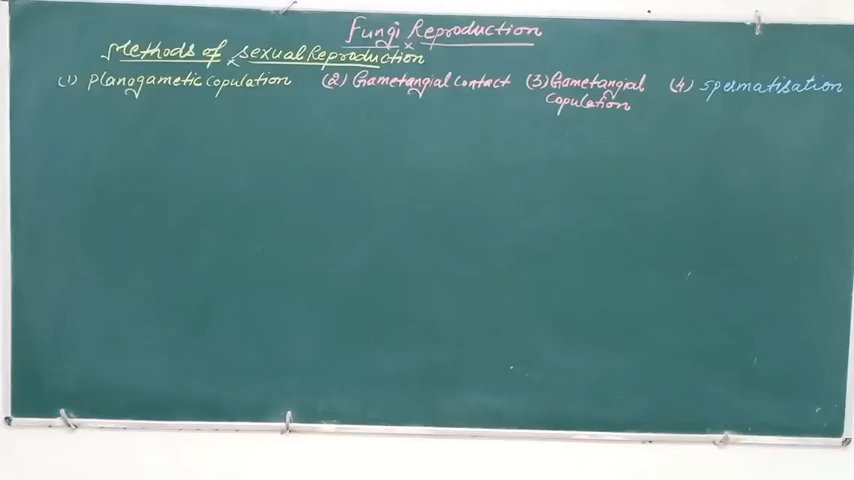 Fungi Reproduction
Methods of Sexual Reproduction
(1) Planogametic Copulation (2) Gametangial Contact (3) Gametangial Copulation (4) Spermatisation